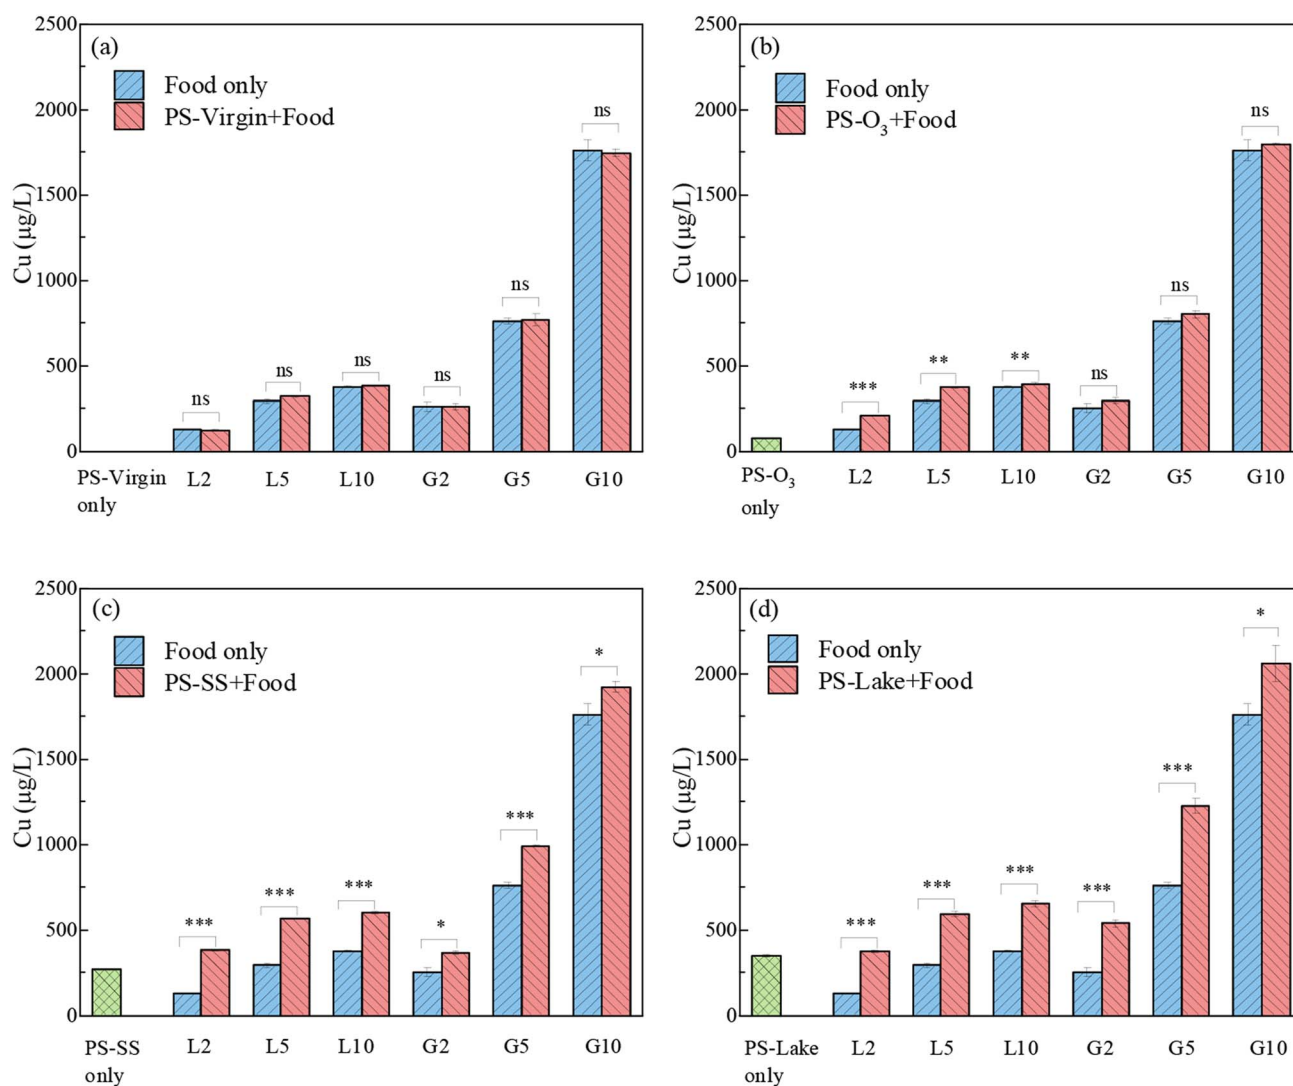 (a)
Food only
PS-Virgin+Food
Cu (µg/L)
2500
2000
1500
1000
500
0
ns
ns
ns
ns
ns
ns
PS-Virgin only
L2
L5
L10
G2
G5
G10
(b)
Food only
PS-O₃+Food
Cu (µg/L)
2500
2000
1500
1000
500
0
***
**
**
ns
ns
ns
PS-O₃ only
L2
L5
L10
G2
G5
G10
(c)
Food only
PS-SS+Food
Cu (µg/L)
2500
2000
1500
1000
500
0
***
***
***
*
***
*
PS-SS only
L2
L5
L10
G2
G5
G10
(d)
Food only
PS-Lake+Food
Cu (µg/L)
2500
2000
1500
1000
500
0
***
***
***
***
***
*
PS-Lake only
L2
L5
L10
G2
G5
G10